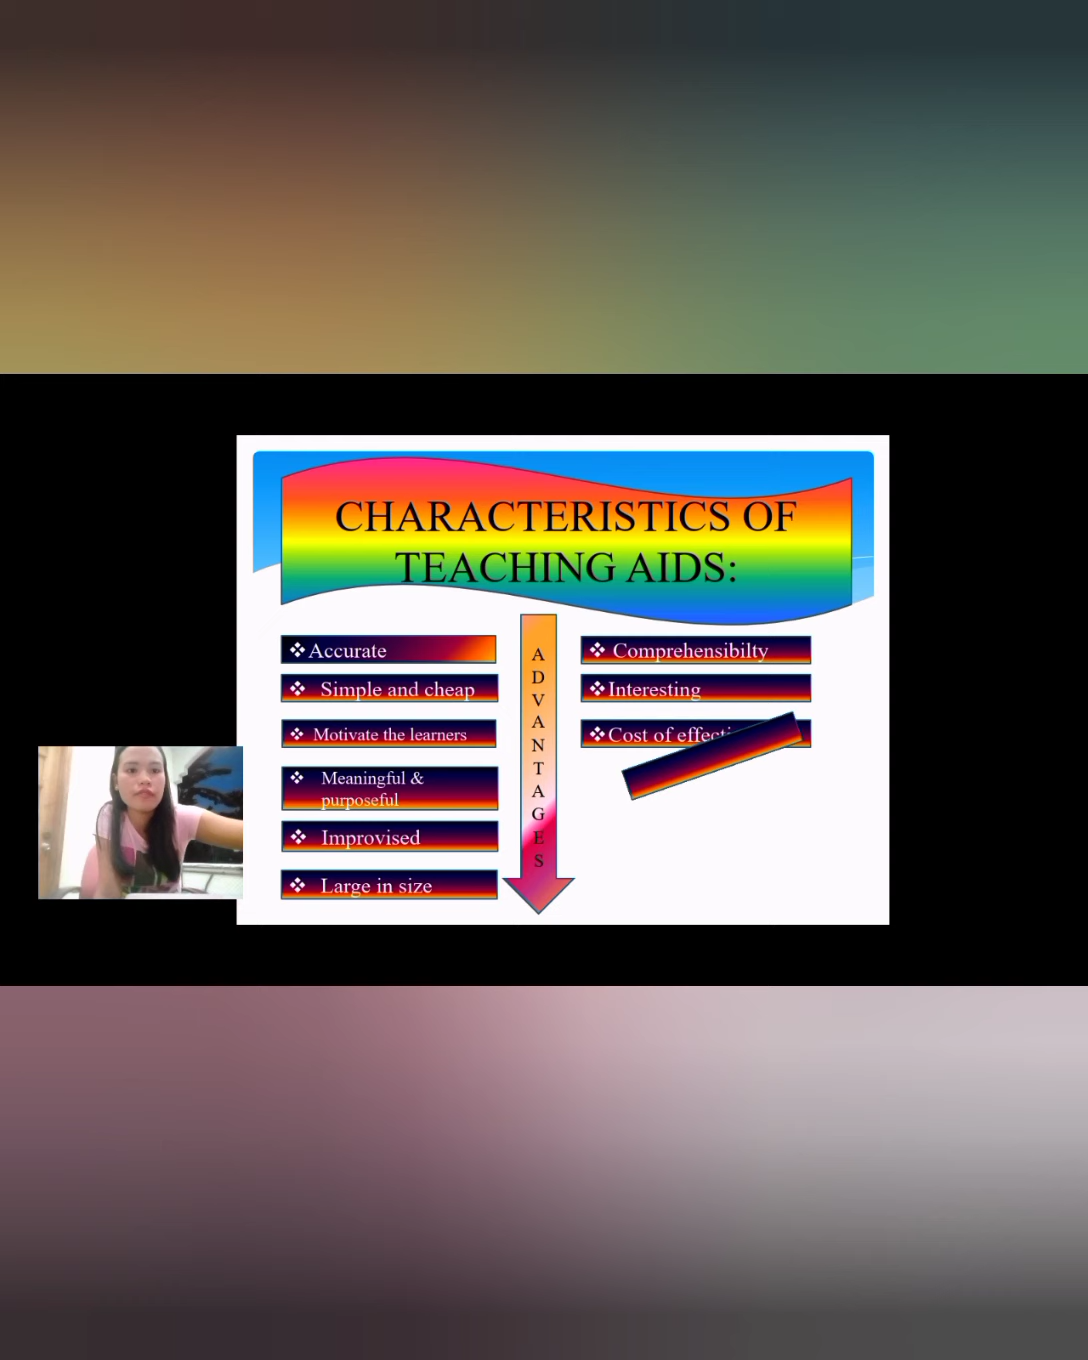 CHARACTERISTICS OF
TEACHING AIDS:
❖Accurate
❖ Simple and cheap
❖ Motivate the learners
❖ Meaningful &
purposeful
❖ Improvised
❖ Large in size
ADVANTAGES
❖ Comprehensibilty
❖Interesting
❖Cost of